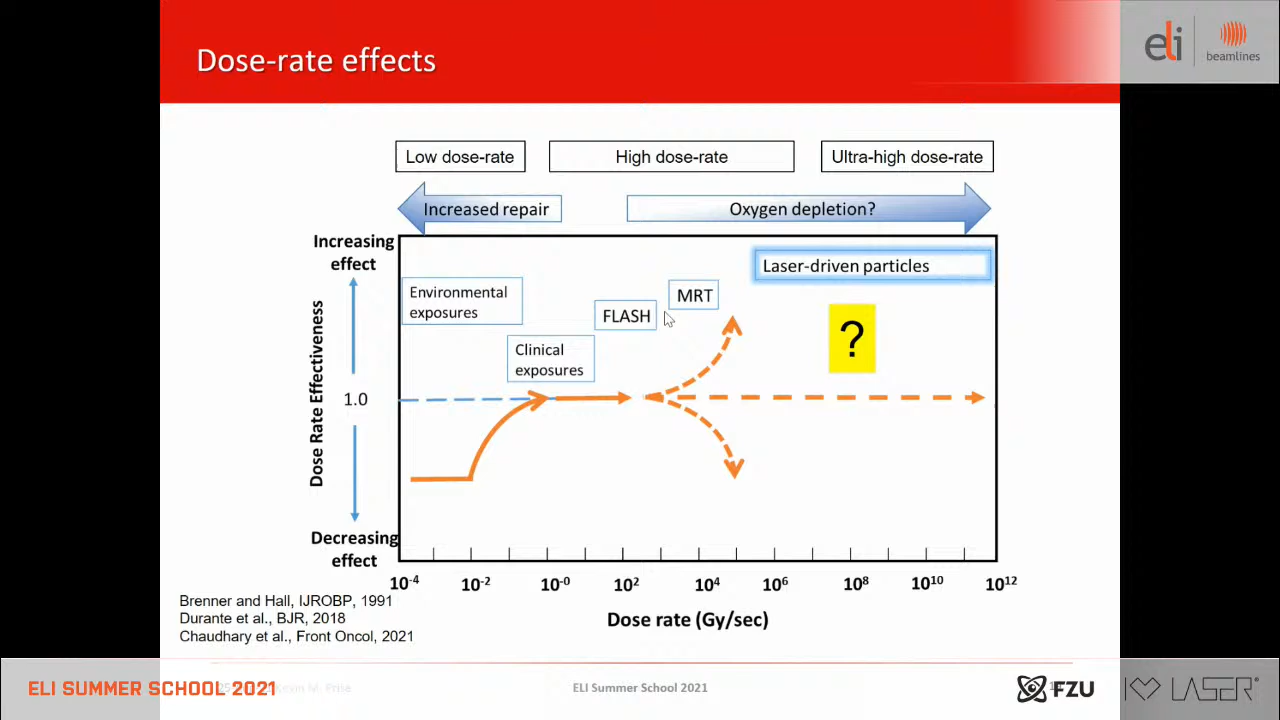 Dose-rate effects
eli
beamlines
Low dose-rate
High dose-rate
Ultra-high dose-rate
Increased repair
Oxygen depletion?
Increasing
effect
Laser-driven particles
Environmental
exposures
MRT
FLASH
?
Clinical
exposures
Dose Rate Effectiveness
1.0
Decreasing
effect
10-4
10-2
10-0
102
104
106
108
1010
1012
Dose rate (Gy/sec)
Brenner and Hall, IJROBP, 1991
Durante et al., BJR, 2018
Chaudhary et al., Front Oncol, 2021
ELI SUMMER SCHOOL 2021
Kevin M. Prise
ELI Summer School 2021
FZU
LASER